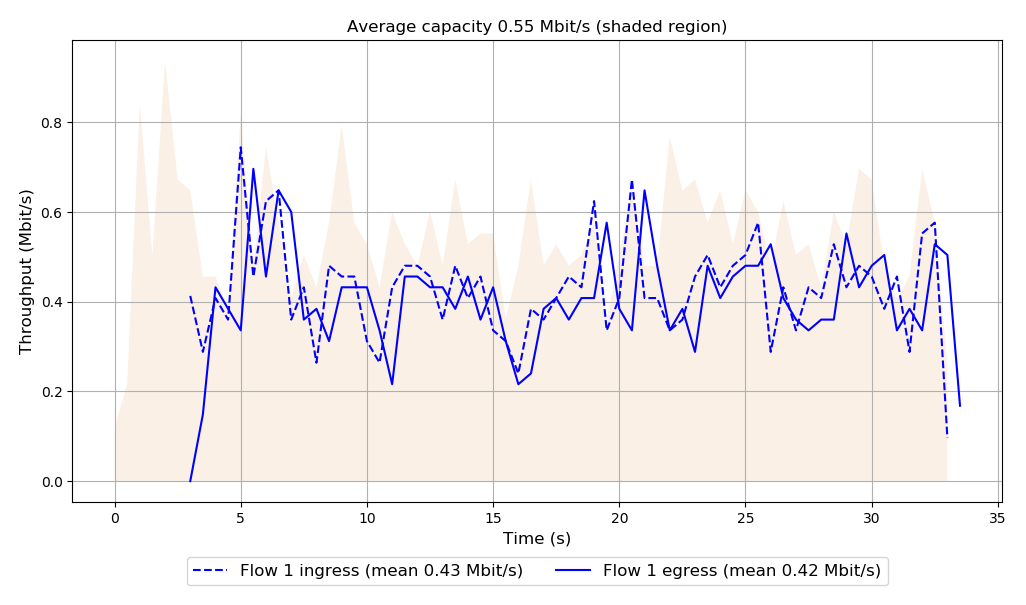 Average capacity 0.55 Mbit/s (shaded region)
Throughput (Mbit/s)
0.8
0.6
0.4
0.2
0.0
0 5 10 15 20 25 30 35
Time (s)
Flow 1 ingress (mean 0.43 Mbit/s) Flow 1 egress (mean 0.42 Mbit/s)